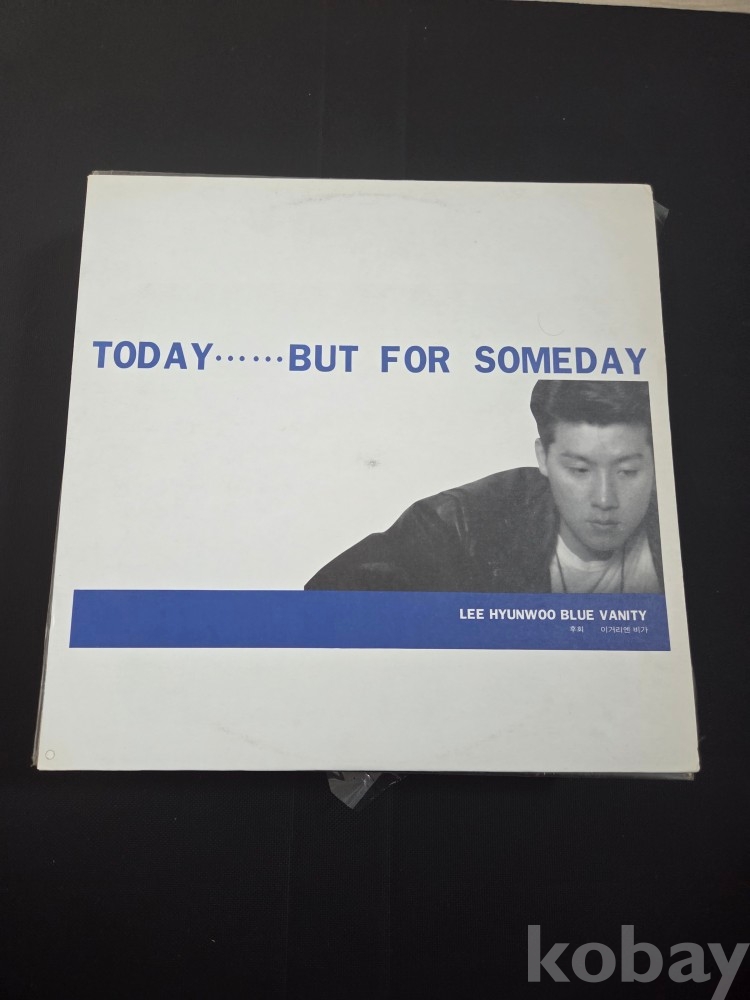 TODAY……BUT FOR SOMEDAY
LEE HYUNWOO BLUE VANITY
후회 이거리엔 비가
kobay